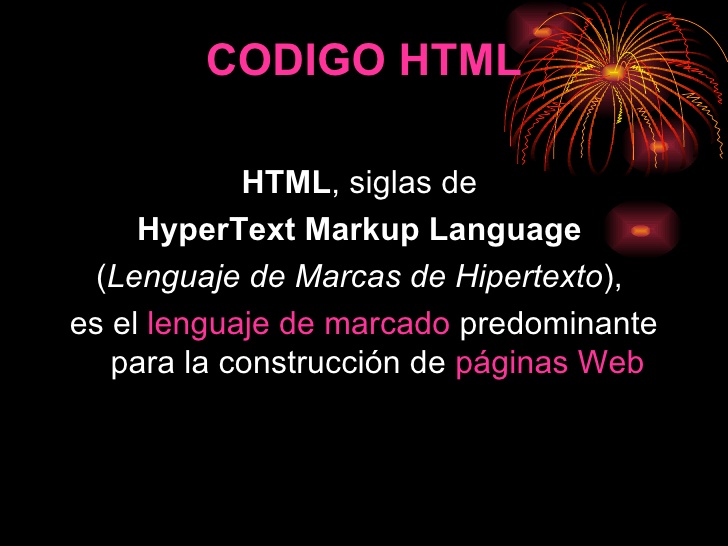 CODIGO HTML
HTML, siglas de
HyperText Markup Language
(Lenguaje de Marcas de Hipertexto),
es el lenguaje de marcado predominante
para la construcción de páginas Web